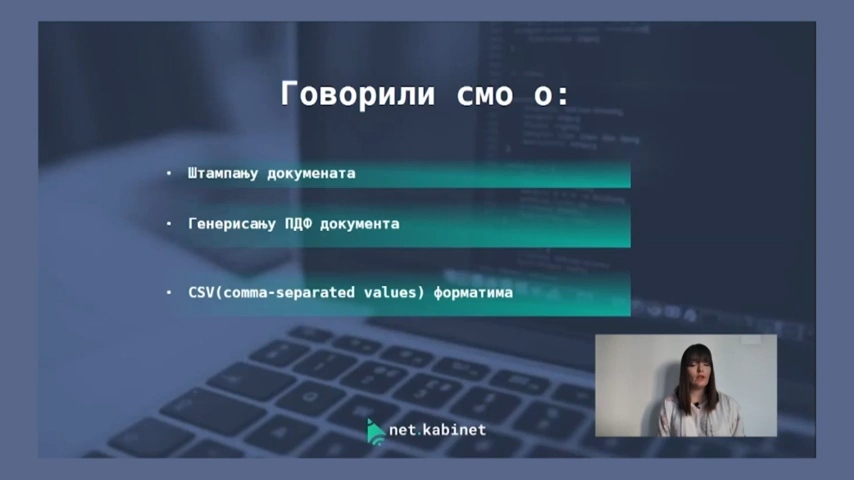 Говорили смо о:
• Штампању докумената
• Генерисању ПДФ документа
• CSV(comma-separated values) форматима
net.kabinet